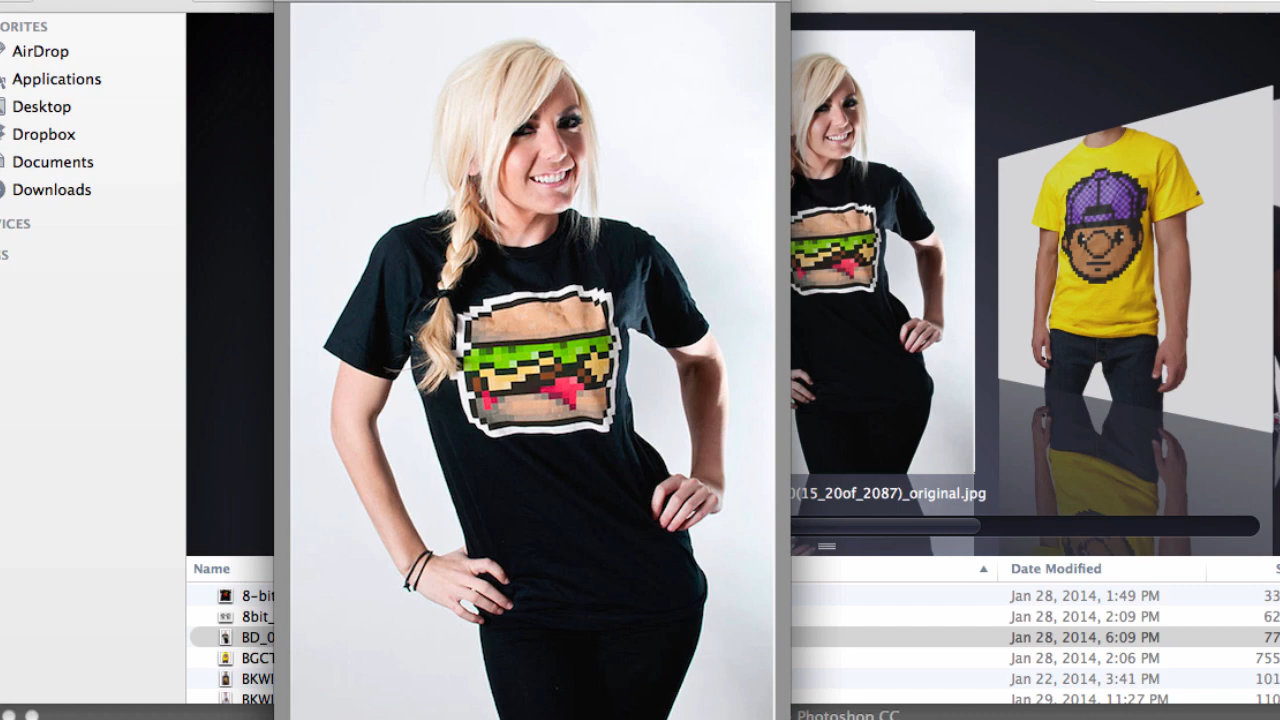 ORITES
AirDrop
Applications
Desktop
Dropbox
Documents
Downloads
ICES
S
0(15_20of_2087)_original.jpg
Name
Date Modified
S
8-bit
Jan 28, 2014, 1:49 PM
33
8bit_
Jan 28, 2014, 2:09 PM
62
BD_0
Jan 28, 2014, 6:09 PM
77
BGCT
Jan 28, 2014, 2:06 PM
755
BKWI
Jan 22, 2014, 3:41 PM
101
BKWI
Jan 29, 2014, 11:27 PM
110
Photoshop CC